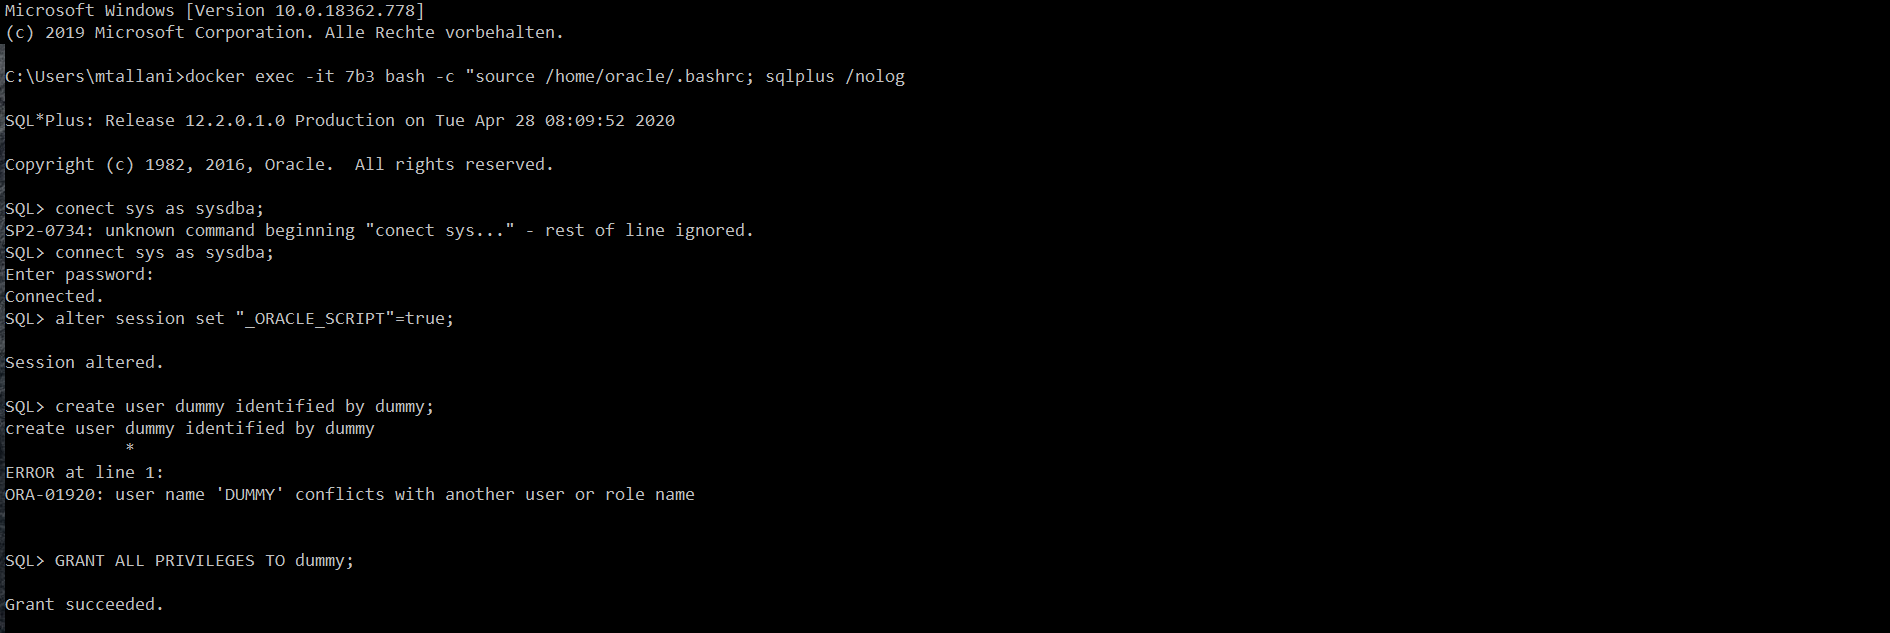 Microsoft Windows [Version 10.0.18362.778]
(c) 2019 Microsoft Corporation. Alle Rechte vorbehalten.
C:\Users\mtallani>docker exec -it 7b3 bash -c "source /home/oracle/.bashrc; sqlplus /nolog
SQL*Plus: Release 12.2.0.1.0 Production on Tue Apr 28 08:09:52 2020
Copyright (c) 1982, 2016, Oracle.  All rights reserved.
SQL> conect sys as sysdba;
SP2-0734: unknown command beginning "conect sys..." - rest of line ignored.
SQL> connect sys as sysdba;
Enter password:
Connected.
SQL> alter session set "_ORACLE_SCRIPT"=true;
Session altered.
SQL> create user dummy identified by dummy;
create user dummy identified by dummy
*
ERROR at line 1:
ORA-01920: user name 'DUMMY' conflicts with another user or role name
SQL> GRANT ALL PRIVILEGES TO dummy;
Grant succeeded.